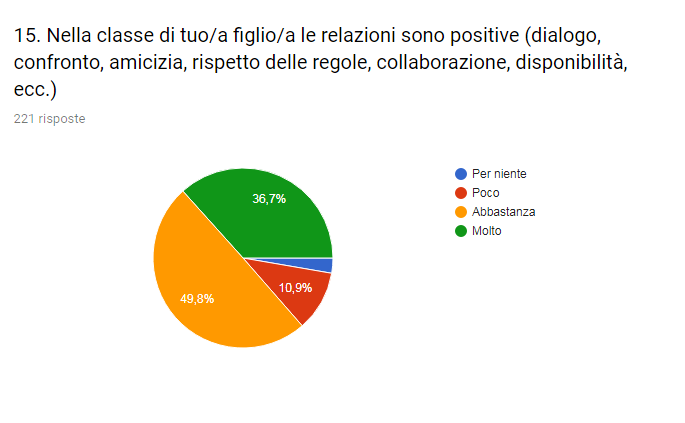 15. Nella classe di tuo/a figlio/a le relazioni sono positive (dialogo,
confronto, amicizia, rispetto delle regole, collaborazione, disponibilità,
ecc.)
221 risposte
Per niente
Poco
Abbastanza
Molto
36,7%
10,9%
49,8%